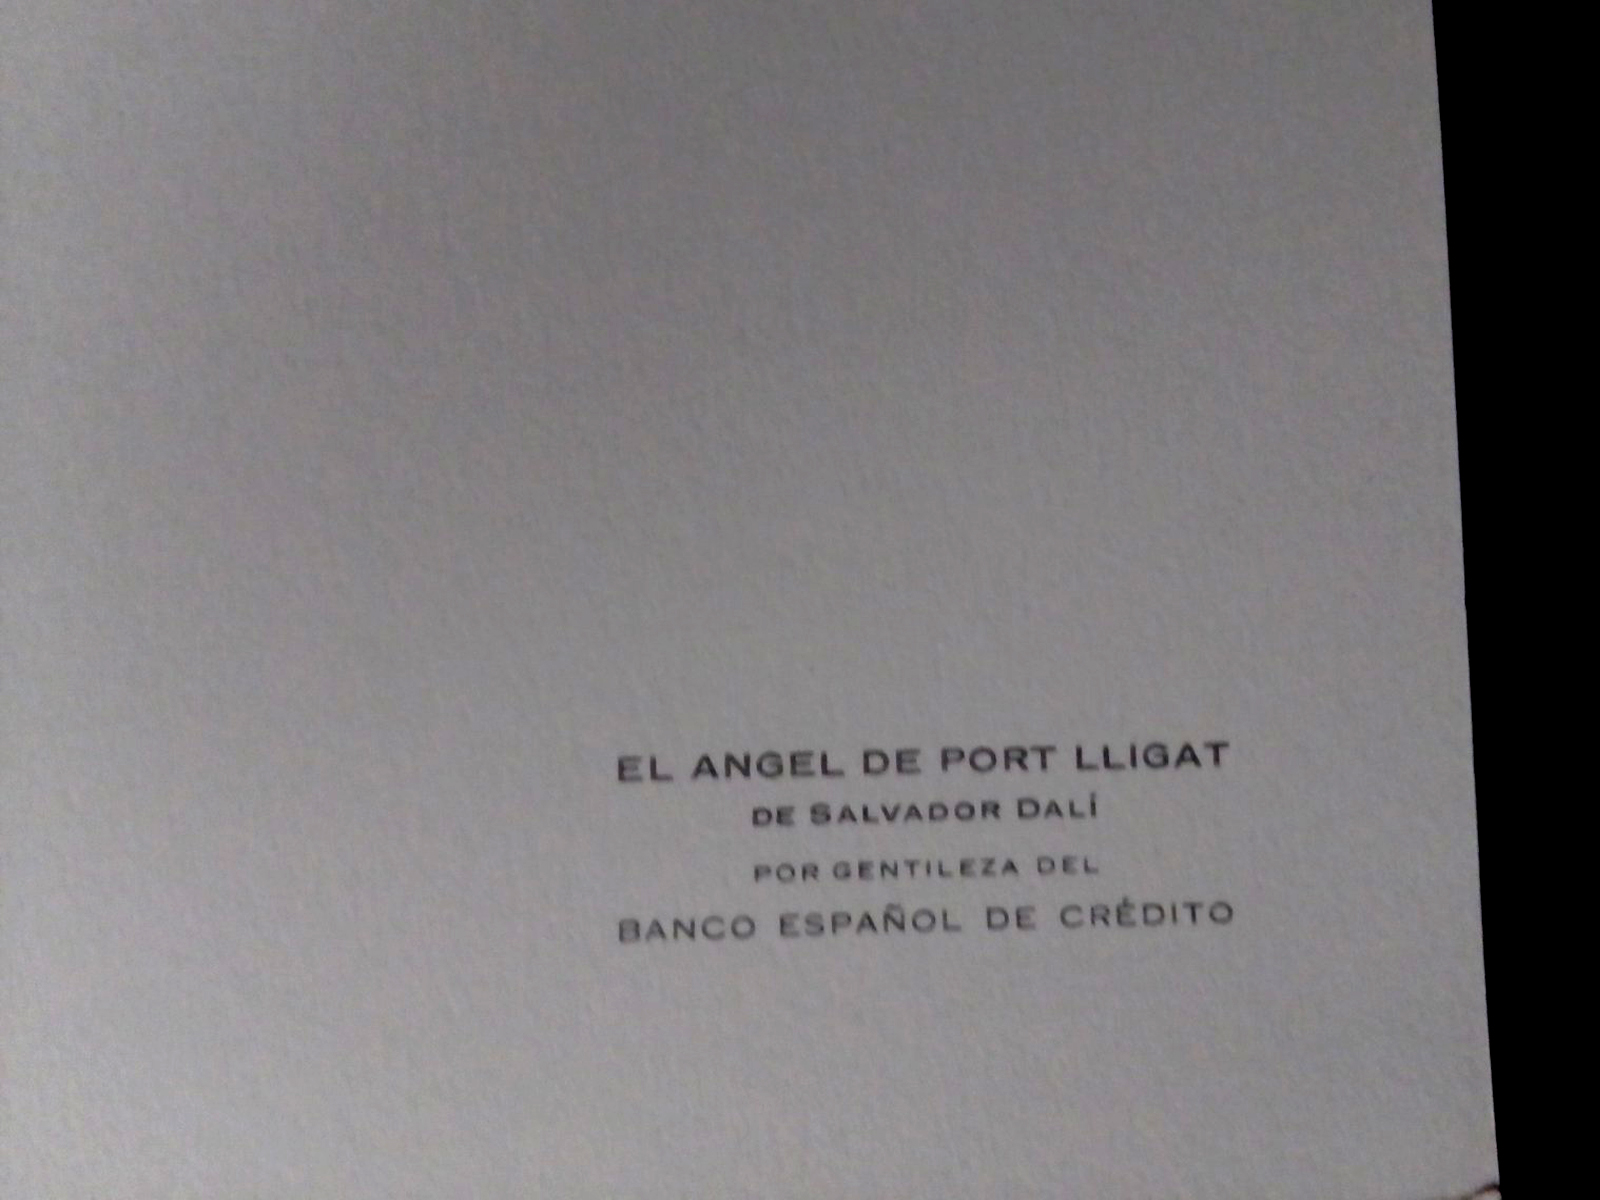 EL ANGEL DE PORT LLIGAT
DE SALVADOR DALÍ
POR GENTILEZA DEL
BANCO ESPAÑOL DE CRÉDITO